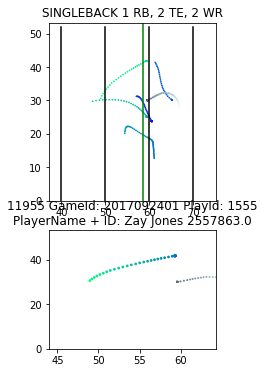 SINGLEBACK 1 RB, 2 TE, 2 WR
50
40
30
20
10
0
40 50 60 70
11955 GameId: 2017092401 PlayId: 1555
PlayerName + ID: Zay Jones 2557863.0
40
20
0
45 50 55 60